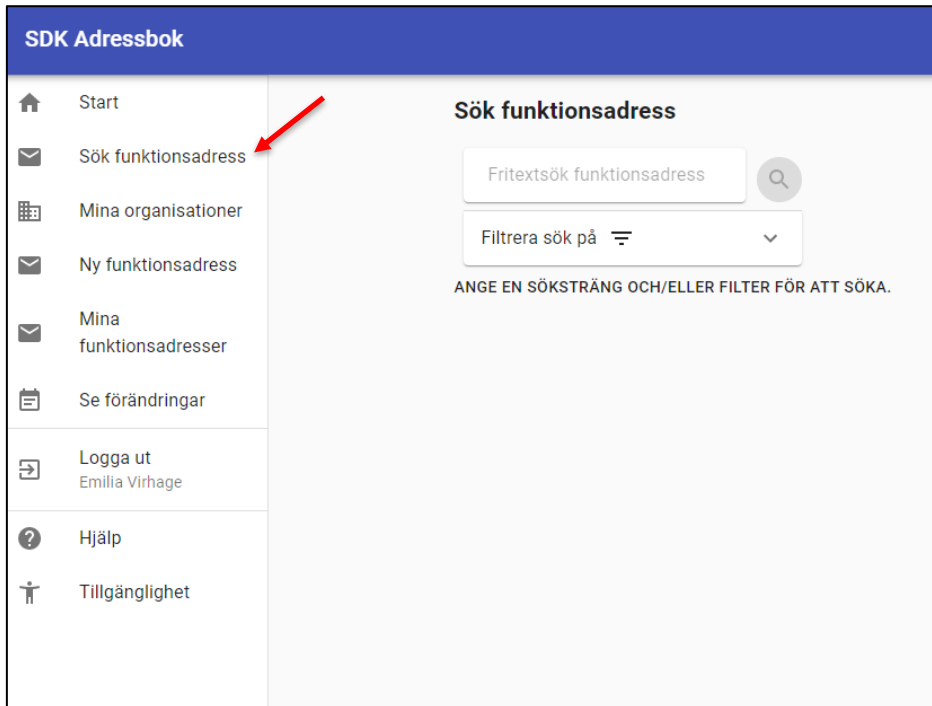 SDK Adressbok
Start
Sök funktionsadress
Mina organisationer
Ny funktionsadress
Mina
funktionsadresser
Se förändringar
Logga ut
Emilia Virhage
Hjälp
Tillgänglighet
Sök funktionsadress
Fritextsök funktionsadress
Filtrera sök på
ANGE EN SÖKSTRÄNG OCH/ELLER FILTER FÖR ATT SÖKA.